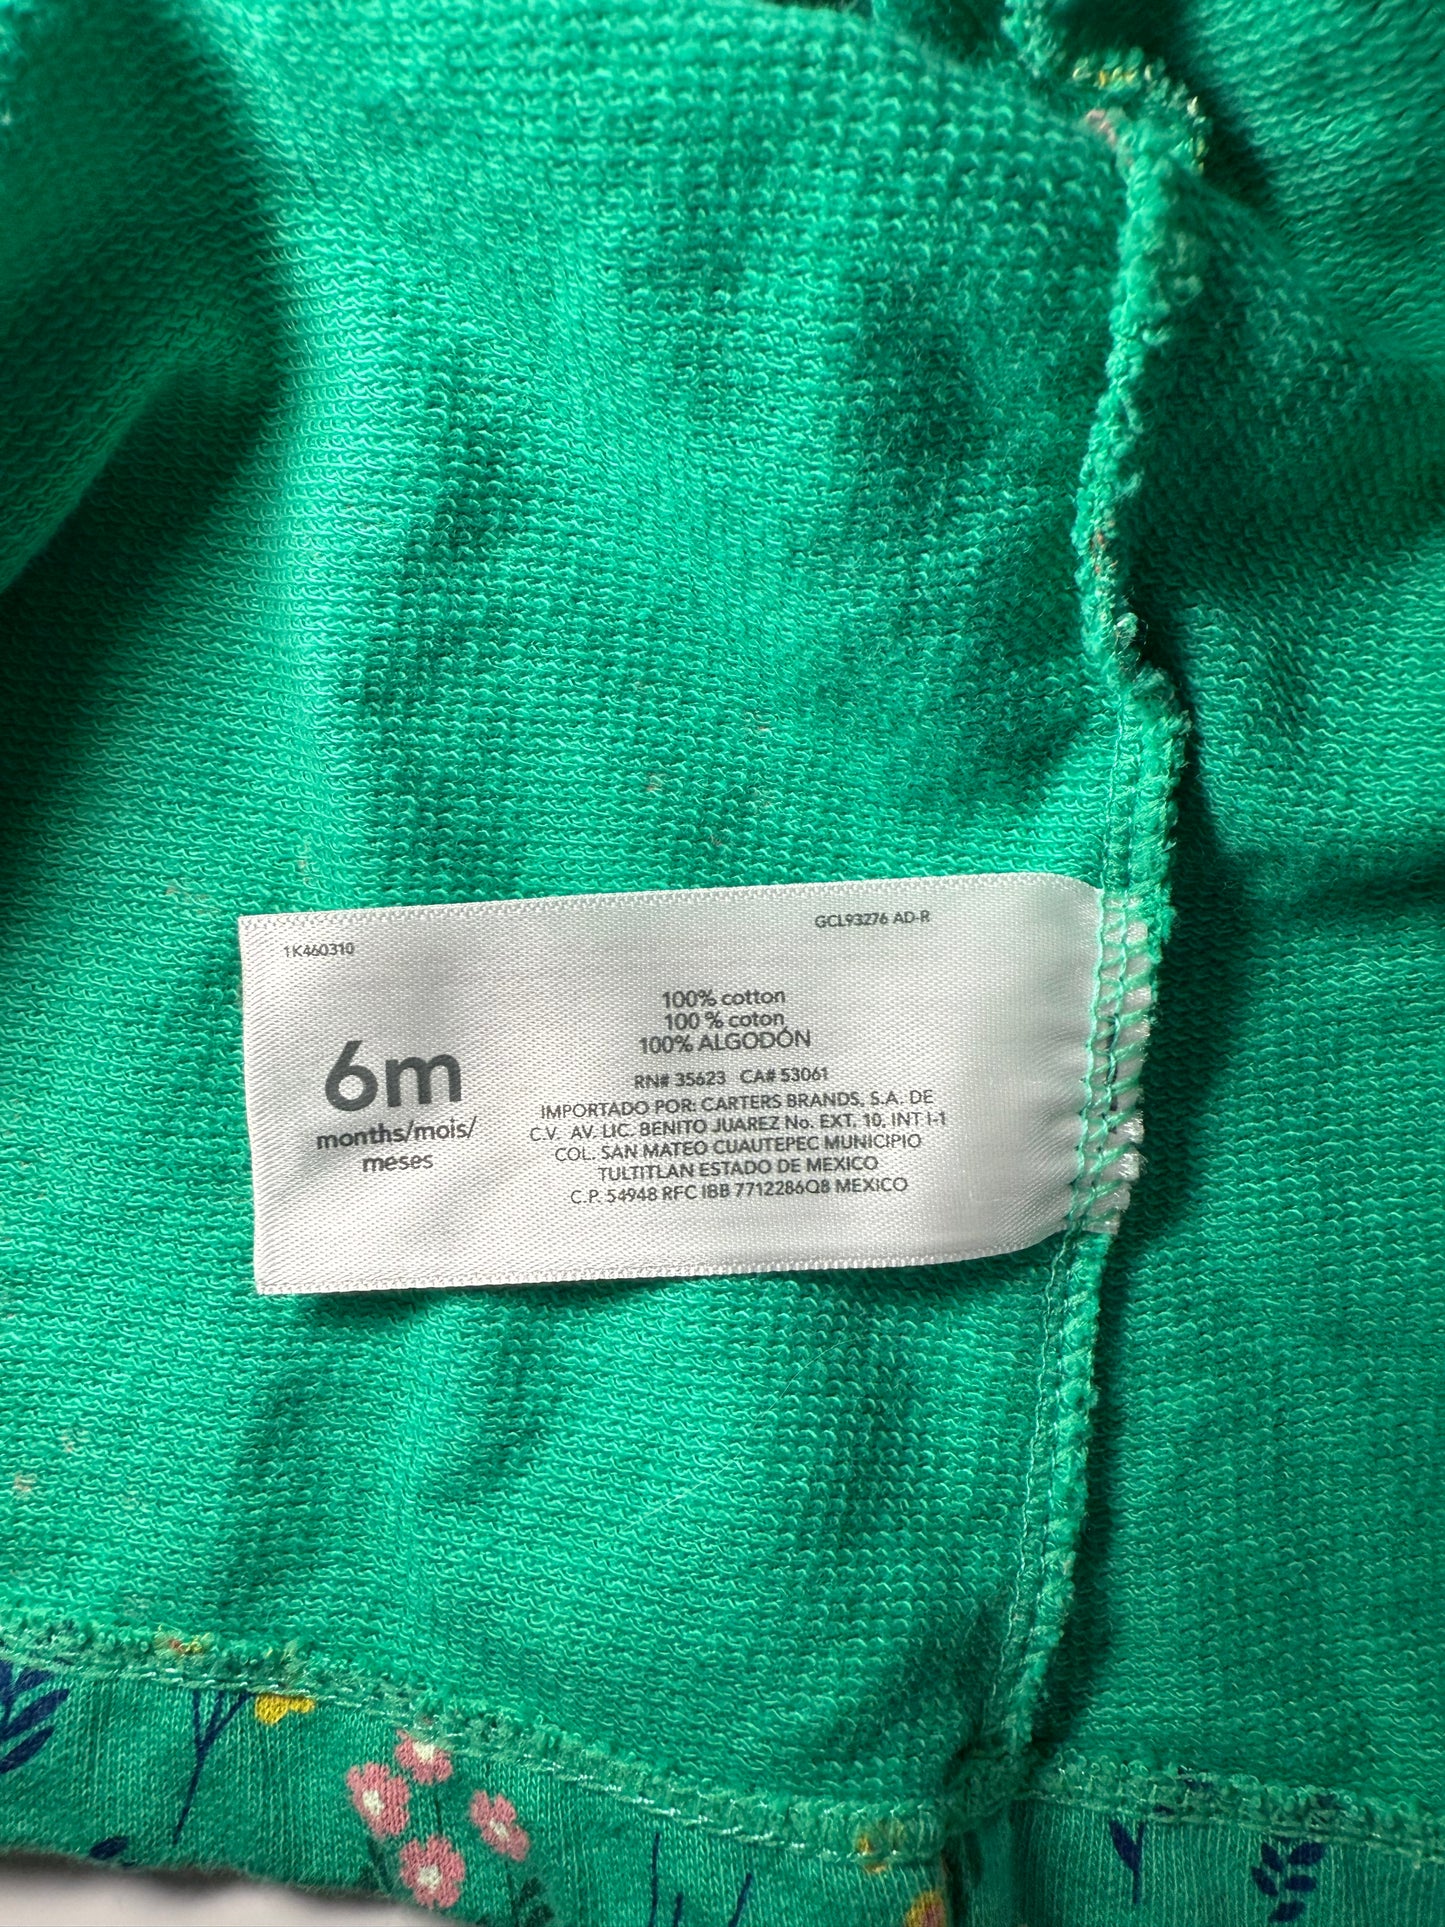 1K460310
GCL93276 AD-R
6m
months/mois/
meses
100% cotton
100 % coton
100% ALGODÓN
RN# 35623 CA# 53061
IMPORTADO POR: CARTERS BRANDS, S.A. DE
C.V. AV. LIC. BENITO JUAREZ No. EXT. 10, INT I-1
COL. SAN MATEO CUAUTEPEC MUNICIPIO
TULTITLAN ESTADO DE MEXICO
C.P. 54948 RFC IBB 7712286Q8 MEXICO